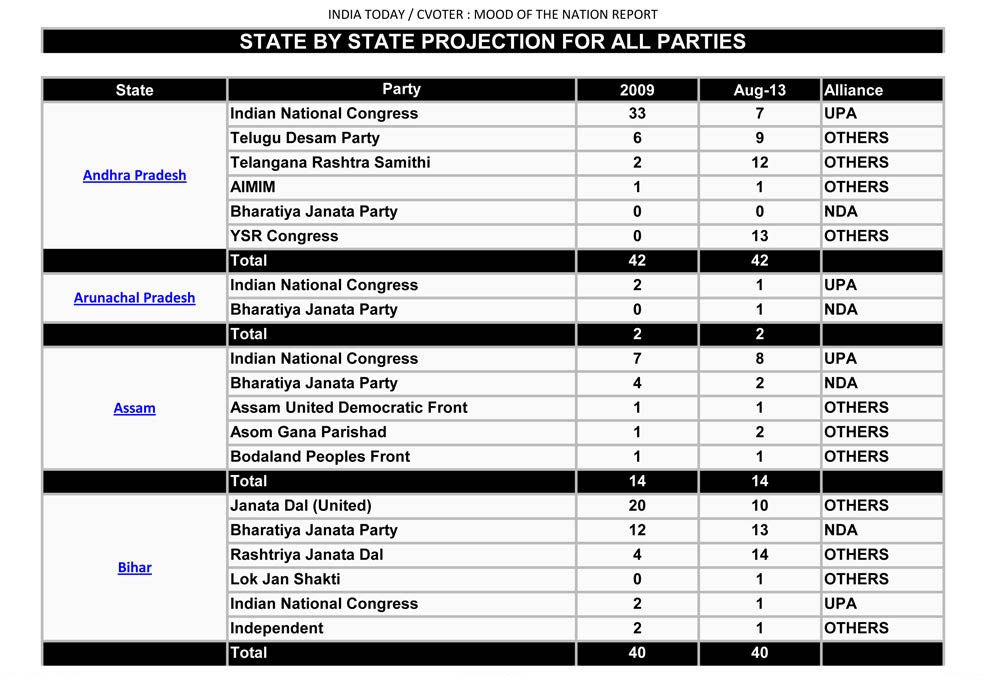 INDIA TODAY / CVOTER : MOOD OF THE NATION REPORT
STATE BY STATE PROJECTION FOR ALL PARTIES
State Party 2009 Aug-13 Alliance
Andhra Pradesh
Indian National Congress 33 7 UPA
Telugu Desam Party 6 9 OTHERS
Telangana Rashtra Samithi 2 12 OTHERS
AIMIM 1 1 OTHERS
Bharatiya Janata Party 0 0 NDA
YSR Congress 0 13 OTHERS
Total 42 42
Arunachal Pradesh
Indian National Congress 2 1 UPA
Bharatiya Janata Party 0 1 NDA
Total 2 2
Assam
Indian National Congress 7 8 UPA
Bharatiya Janata Party 4 2 NDA
Assam United Democratic Front 1 1 OTHERS
Asom Gana Parishad 1 2 OTHERS
Bodaland Peoples Front 1 1 OTHERS
Total 14 14
Bihar
Janata Dal (United) 20 10 OTHERS
Bharatiya Janata Party 12 13 NDA
Rashtriya Janata Dal 4 14 OTHERS
Lok Jan Shakti 0 1 OTHERS
Indian National Congress 2 1 UPA
Independent 2 1 OTHERS
Total 40 40